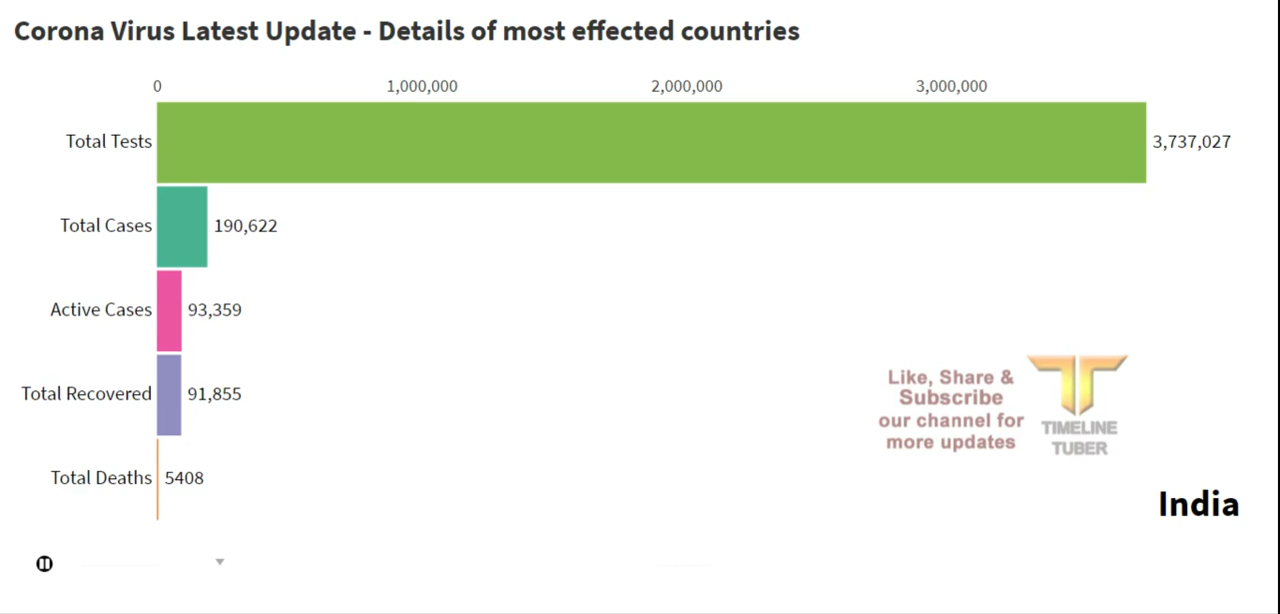 Corona Virus Latest Update - Details of most effected countries
0 1,000,000 2,000,000 3,000,000
Total Tests 3,737,027
Total Cases 190,622
Active Cases 93,359
Total Recovered 91,855
Total Deaths 5408
Like, Share &
Subscribe
our channel for
more updates
TIMELINE
TUBER
India